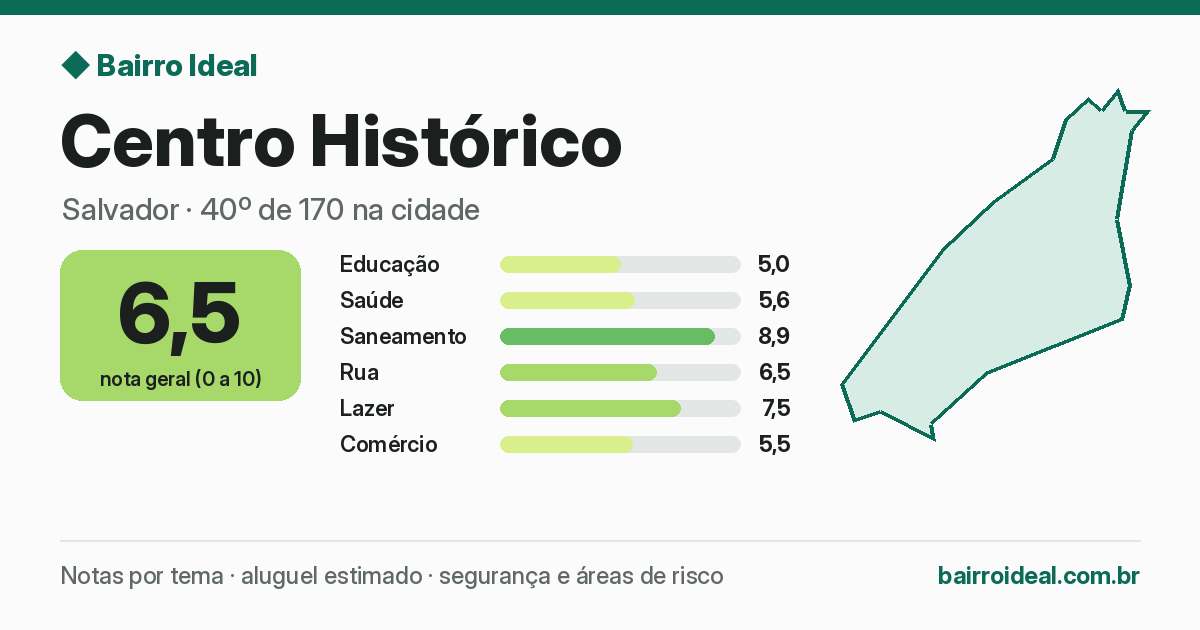 Bairro Ideal
Centro Histórico
Salvador · 40º de 170 na cidade
6,5
nota geral (0 a 10)
Educação 5,0
Saúde 5,6
Saneamento 8,9
Rua 6,5
Lazer 7,5
Comércio 5,5
Notas por tema · aluguel estimado · segurança e áreas de risco
bairroideal.com.br